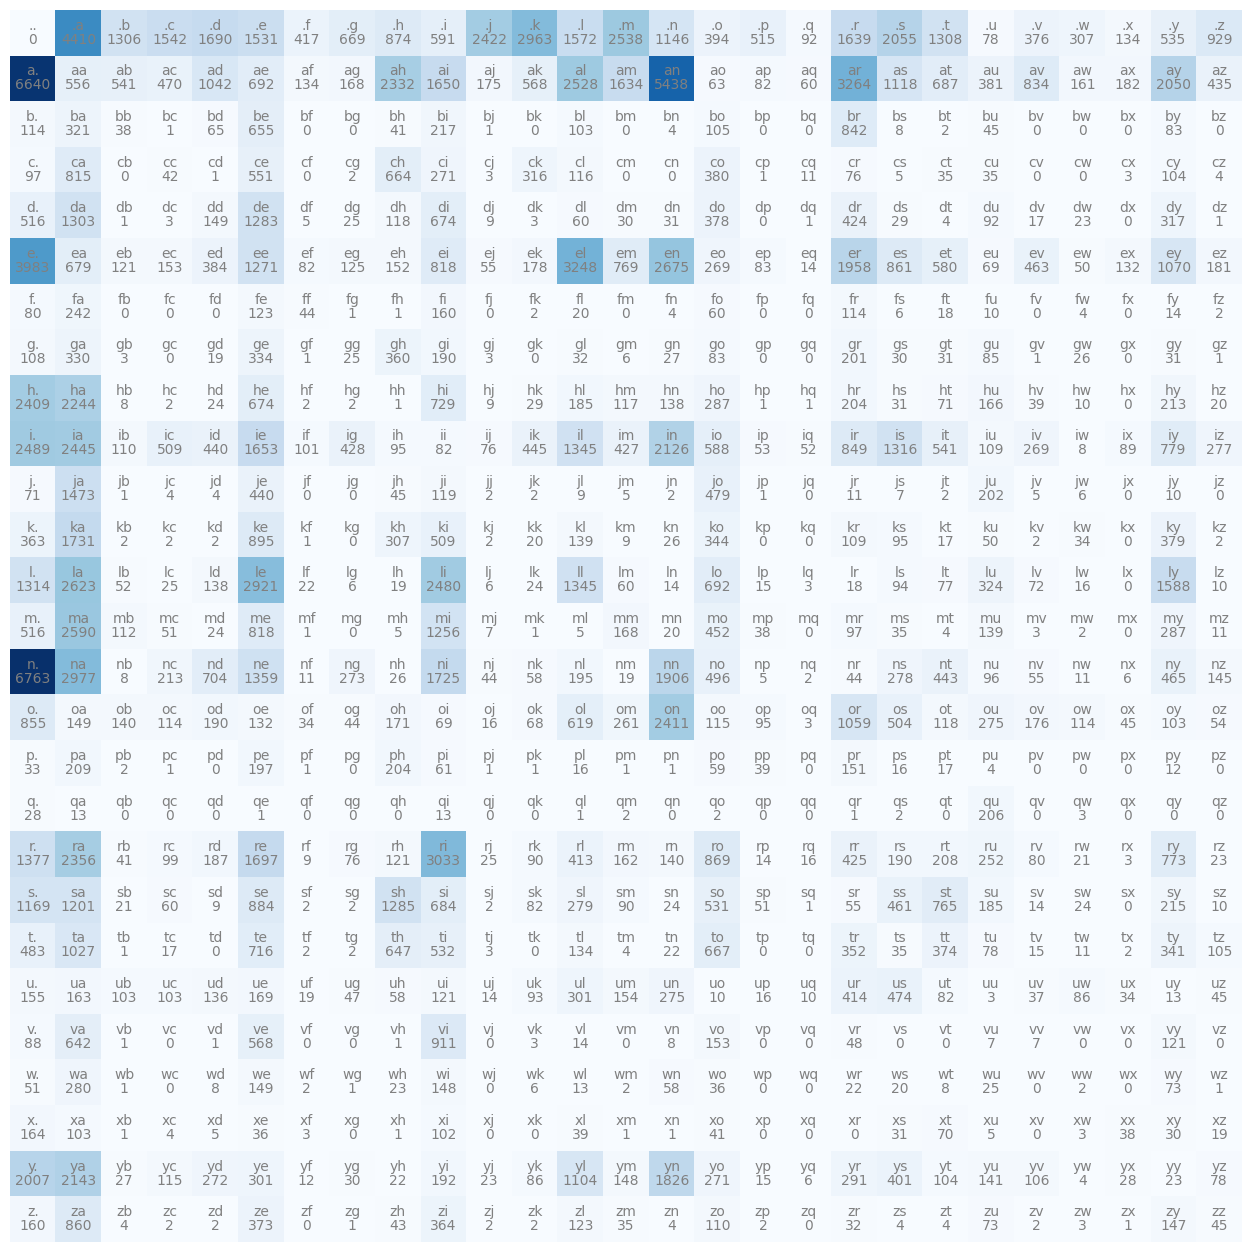 .. .a .b .c .d .e .f .g .h .i .j .k .l .m .n .o .p .q .r .s .t .u .v .w .x .y .z
0 4410 1306 1542 1690 1531 417 669 874 591 2422 2963 1572 2538 1146 394 515 92 1639 2055 1308 78 376 307 134 535 929
a. aa ab ac ad ae af ag ah ai aj ak al am an ao ap aq ar as at au av aw ax ay az
6640 556 541 470 1042 692 134 168 2332 1650 175 568 2528 1634 5438 63 82 60 3264 1118 687 381 834 161 182 2050 435
b. ba bb bc bd be bf bg bh bi bj bk bl bm bn bo bp bq br bs bt bu bv bw bx by bz
114 321 38 1 65 655 0 0 41 217 1 0 103 0 4 105 0 0 842 8 2 45 0 0 0 83 0
c. ca cb cc cd ce cf cg ch ci cj ck cl cm cn co cp cq cr cs ct cu cv cw cx cy cz
97 815 0 42 1 551 0 2 664 271 3 316 116 0 0 380 1 11 76 5 35 35 0 0 3 104 4
d. da db dc dd de df dg dh di dj dk dl dm dn do dp dq dr ds dt du dv dw dx dy dz
516 1303 1 3 149 1283 5 25 118 674 9 3 60 30 31 378 0 1 424 29 4 92 17 23 0 317 1
e. ea eb ec ed ee ef eg eh ei ej ek el em en eo ep eq er es et eu ev ew ex ey ez
3983 679 121 153 384 1271 82 125 152 818 55 178 3248 769 2675 269 83 14 1958 861 580 69 463 50 132 1070 181
f. fa fb fc fd fe ff fg fh fi fj fk fl fm fn fo fp fq fr fs ft fu fv fw fx fy fz
80 242 0 0 0 123 44 1 1 160 0 2 20 0 4 60 0 0 114 6 18 10 0 4 0 14 2
g. ga gb gc gd ge gf gg gh gi gj gk gl gm gn go gp gq gr gs gt gu gv gw gx gy gz
108 330 3 0 19 334 1 25 360 190 3 0 32 6 27 83 0 0 201 30 31 85 1 26 0 31 1
h. ha hb hc hd he hf hg hh hi hj hk hl hm hn ho hp hq hr hs ht hu hv hw hx hy hz
2409 2244 8 2 24 674 2 2 1 729 9 29 185 117 138 287 1 1 204 31 71 166 39 10 0 213 20
i. ia ib ic id ie if ig ih ii ij ik il im in io ip iq ir is it iu iv iw ix iy iz
2489 2445 110 509 440 1653 101 428 95 82 76 445 1345 427 2126 588 53 52 849 1316 541 109 269 8 89 779 277
j. ja jb jc jd je jf jg jh ji jj jk jl jm jn jo jp jq jr js jt ju jv jw jx jy jz
71 1473 1 4 4 440 0 0 45 119 2 2 9 5 2 479 1 0 11 7 2 202 5 6 0 10 0
k. ka kb kc kd ke kf kg kh ki kj kk kl km kn ko kp kq kr ks kt ku kv kw kx ky kz
363 1731 2 2 2 895 1 0 307 509 2 20 139 9 26 344 0 0 109 95 17 50 2 34 0 379 2
l. la lb lc ld le lf lg lh li lj lk ll lm ln lo lp lq lr ls lt lu lv lw lx ly lz
1314 2623 52 25 138 2921 22 6 19 2480 6 24 1345 60 14 692 15 3 18 94 77 324 72 16 0 1588 10
m. ma mb mc md me mf mg mh mi mj mk ml mm mn mo mp mq mr ms mt mu mv mw mx my mz
516 2590 112 51 24 818 1 0 5 1256 7 1 5 168 20 452 38 0 97 35 4 139 3 2 0 287 11
n. na nb nc nd ne nf ng nh ni nj nk nl nm nn no np nq nr ns nt nu nv nw nx ny nz
6763 2977 8 213 704 1359 11 273 26 1725 44 58 195 19 1906 496 5 2 44 278 443 96 55 11 6 465 145
o. oa ob oc od oe of og oh oi oj ok ol om on oo op oq or os ot ou ov ow ox oy oz
855 149 140 114 190 132 34 44 171 69 16 68 619 261 2411 115 95 3 1059 504 118 275 176 114 45 103 54
p. pa pb pc pd pe pf pg ph pi pj pk pl pm pn po pp pq pr ps pt pu pv pw px py pz
33 209 2 1 0 197 1 0 204 61 1 1 16 1 1 59 39 0 151 16 17 4 0 0 0 12 0
q. qa qb qc qd qe qf qg qh qi qj qk ql qm qn qo qp qq qr qs qt qu qv qw qx qy qz
28 13 0 0 0 1 0 0 0 13 0 0 1 2 0 2 0 0 1 2 0 206 0 3 0 0 0
r. ra rb rc rd re rf rg rh ri rj rk rl rm rn ro rp rq rr rs rt ru rv rw rx ry rz
1377 2356 41 99 187 1697 9 76 121 3033 25 90 413 162 140 869 14 16 425 190 208 252 80 21 3 773 23
s. sa sb sc sd se sf sg sh si sj sk sl sm sn so sp sq sr ss st su sv sw sx sy sz
1169 1201 21 60 9 884 2 2 1285 684 2 82 279 90 24 531 51 1 55 461 765 185 14 24 0 215 10
t. ta tb tc td te tf tg th ti tj tk tl tm tn to tp tq tr ts tt tu tv tw tx ty tz
483 1027 1 17 0 716 2 2 647 532 3 0 134 4 22 667 0 0 352 35 374 78 15 11 2 341 105
u. ua ub uc ud ue uf ug uh ui uj uk ul um un uo up uq ur us ut uu uv uw ux uy uz
155 163 103 103 136 169 19 47 58 121 14 93 301 154 275 10 16 10 414 474 82 3 37 86 34 13 45
v. va vb vc vd ve vf vg vh vi vj vk vl vm vn vo vp vq vr vs vt vu vv vw vx vy vz
88 642 1 0 1 568 0 0 1 911 0 3 14 0 8 153 0 0 48 0 0 7 7 0 0 121 0
w. wa wb wc wd we wf wg wh wi wj wk wl wm wn wo wp wq wr ws wt wu wv ww wx wy wz
51 280 1 0 8 149 2 1 23 148 0 6 13 2 58 36 0 0 22 20 8 25 0 2 0 73 1
x. xa xb xc xd xe xf xg xh xi xj xk xl xm xn xo xp xq xr xs xt xu xv xw xx xy xz
164 103 1 4 5 36 3 0 1 102 0 0 39 1 1 41 0 0 0 31 70 5 0 3 38 30 19
y. ya yb yc yd ye yf yg yh yi yj yk yl ym yn yo yp yq yr ys yt yu yv yw yx yy yz
2007 2143 27 115 272 301 12 30 22 192 23 86 1104 148 1826 271 15 6 291 401 104 141 106 4 28 23 78
z. za zb zc zd ze zf zg zh zi zj zk zl zm zn zo zp zq zr zs zt zu zv zw zx zy zz
160 860 4 2 2 373 0 1 43 364 2 2 123 35 4 110 2 0 32 4 4 73 2 3 1 147 45